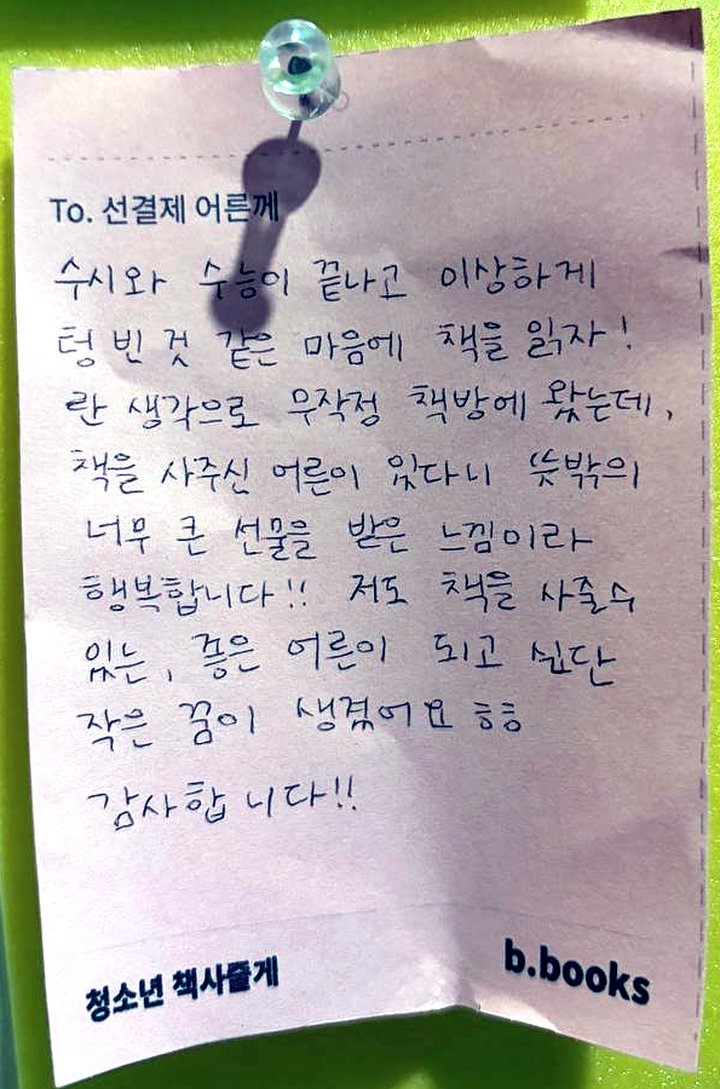 To. 선결제 어른께
수시와 수능이 끝나고 이상하게
텅 빈 것 같은 마음에 책을 읽자!
란 생각으로 무작정 책방에 왔는데,
책을 사주신 어른이 있다니 뜻밖의
너무 큰 선물을 받은 느낌이라
행복합니다!! 저도 책을 사줄수
있는, 좋은 어른이 되고 싶단
작은 꿈이 생겼어요 ㅎㅎ
감사합니다!!
청소년 책사줄게
b.books